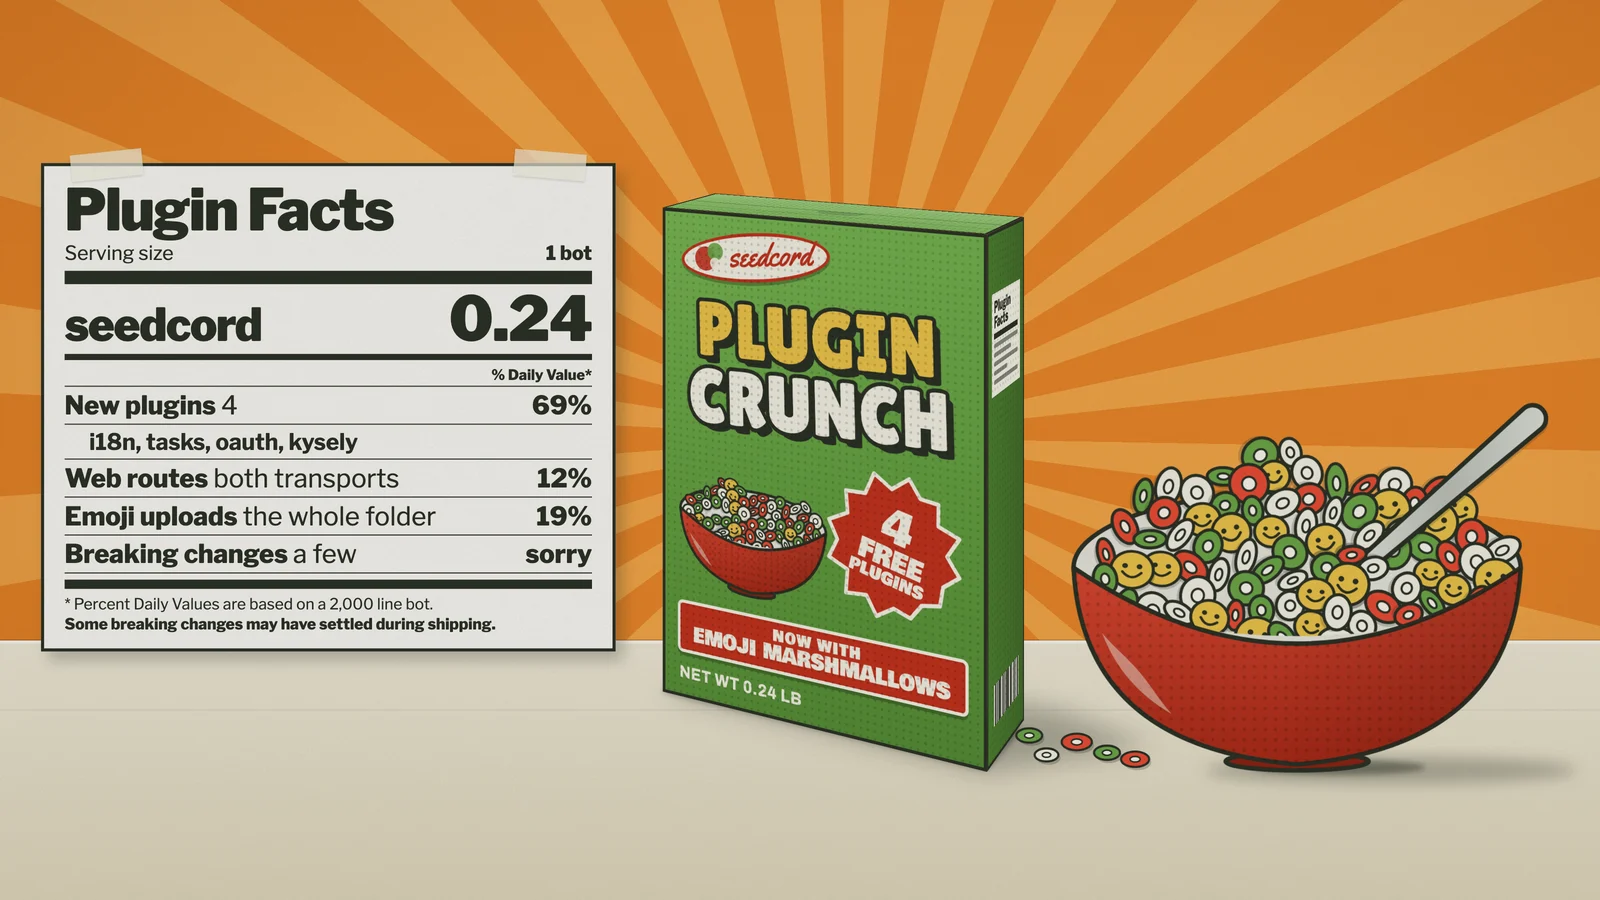 Plugin Facts
Serving size 1 bot
seedcord 0.24
% Daily Value*
New plugins 4 69%
i18n, tasks, oauth, kysely
Web routes both transports 12%
Emoji uploads the whole folder 19%
Breaking changes a few sorry
* Percent Daily Values are based on a 2,000 line bot.
Some breaking changes may have settled during shipping.
seedcord
PLUGIN
CRUNCH
4
FREE
PLUGINS
NOW WITH
EMOJI MARSHMALLOWS
NET WT 0.24 LB
Plugin
Facts